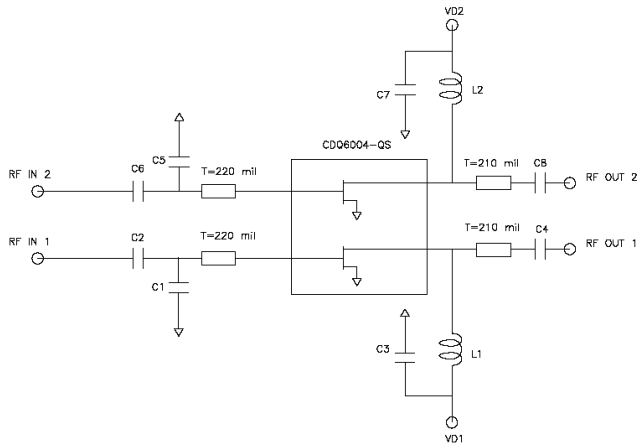 VD2
C7
L2
CDQ6004-QS
C5
C6
T=220 mil
T=210 mil
C8
RF IN 2
RF OUT 2
RF IN 1
C2
T=220 mil
T=210 mil
C4
RF OUT 1
C1
C3
L1
VD1